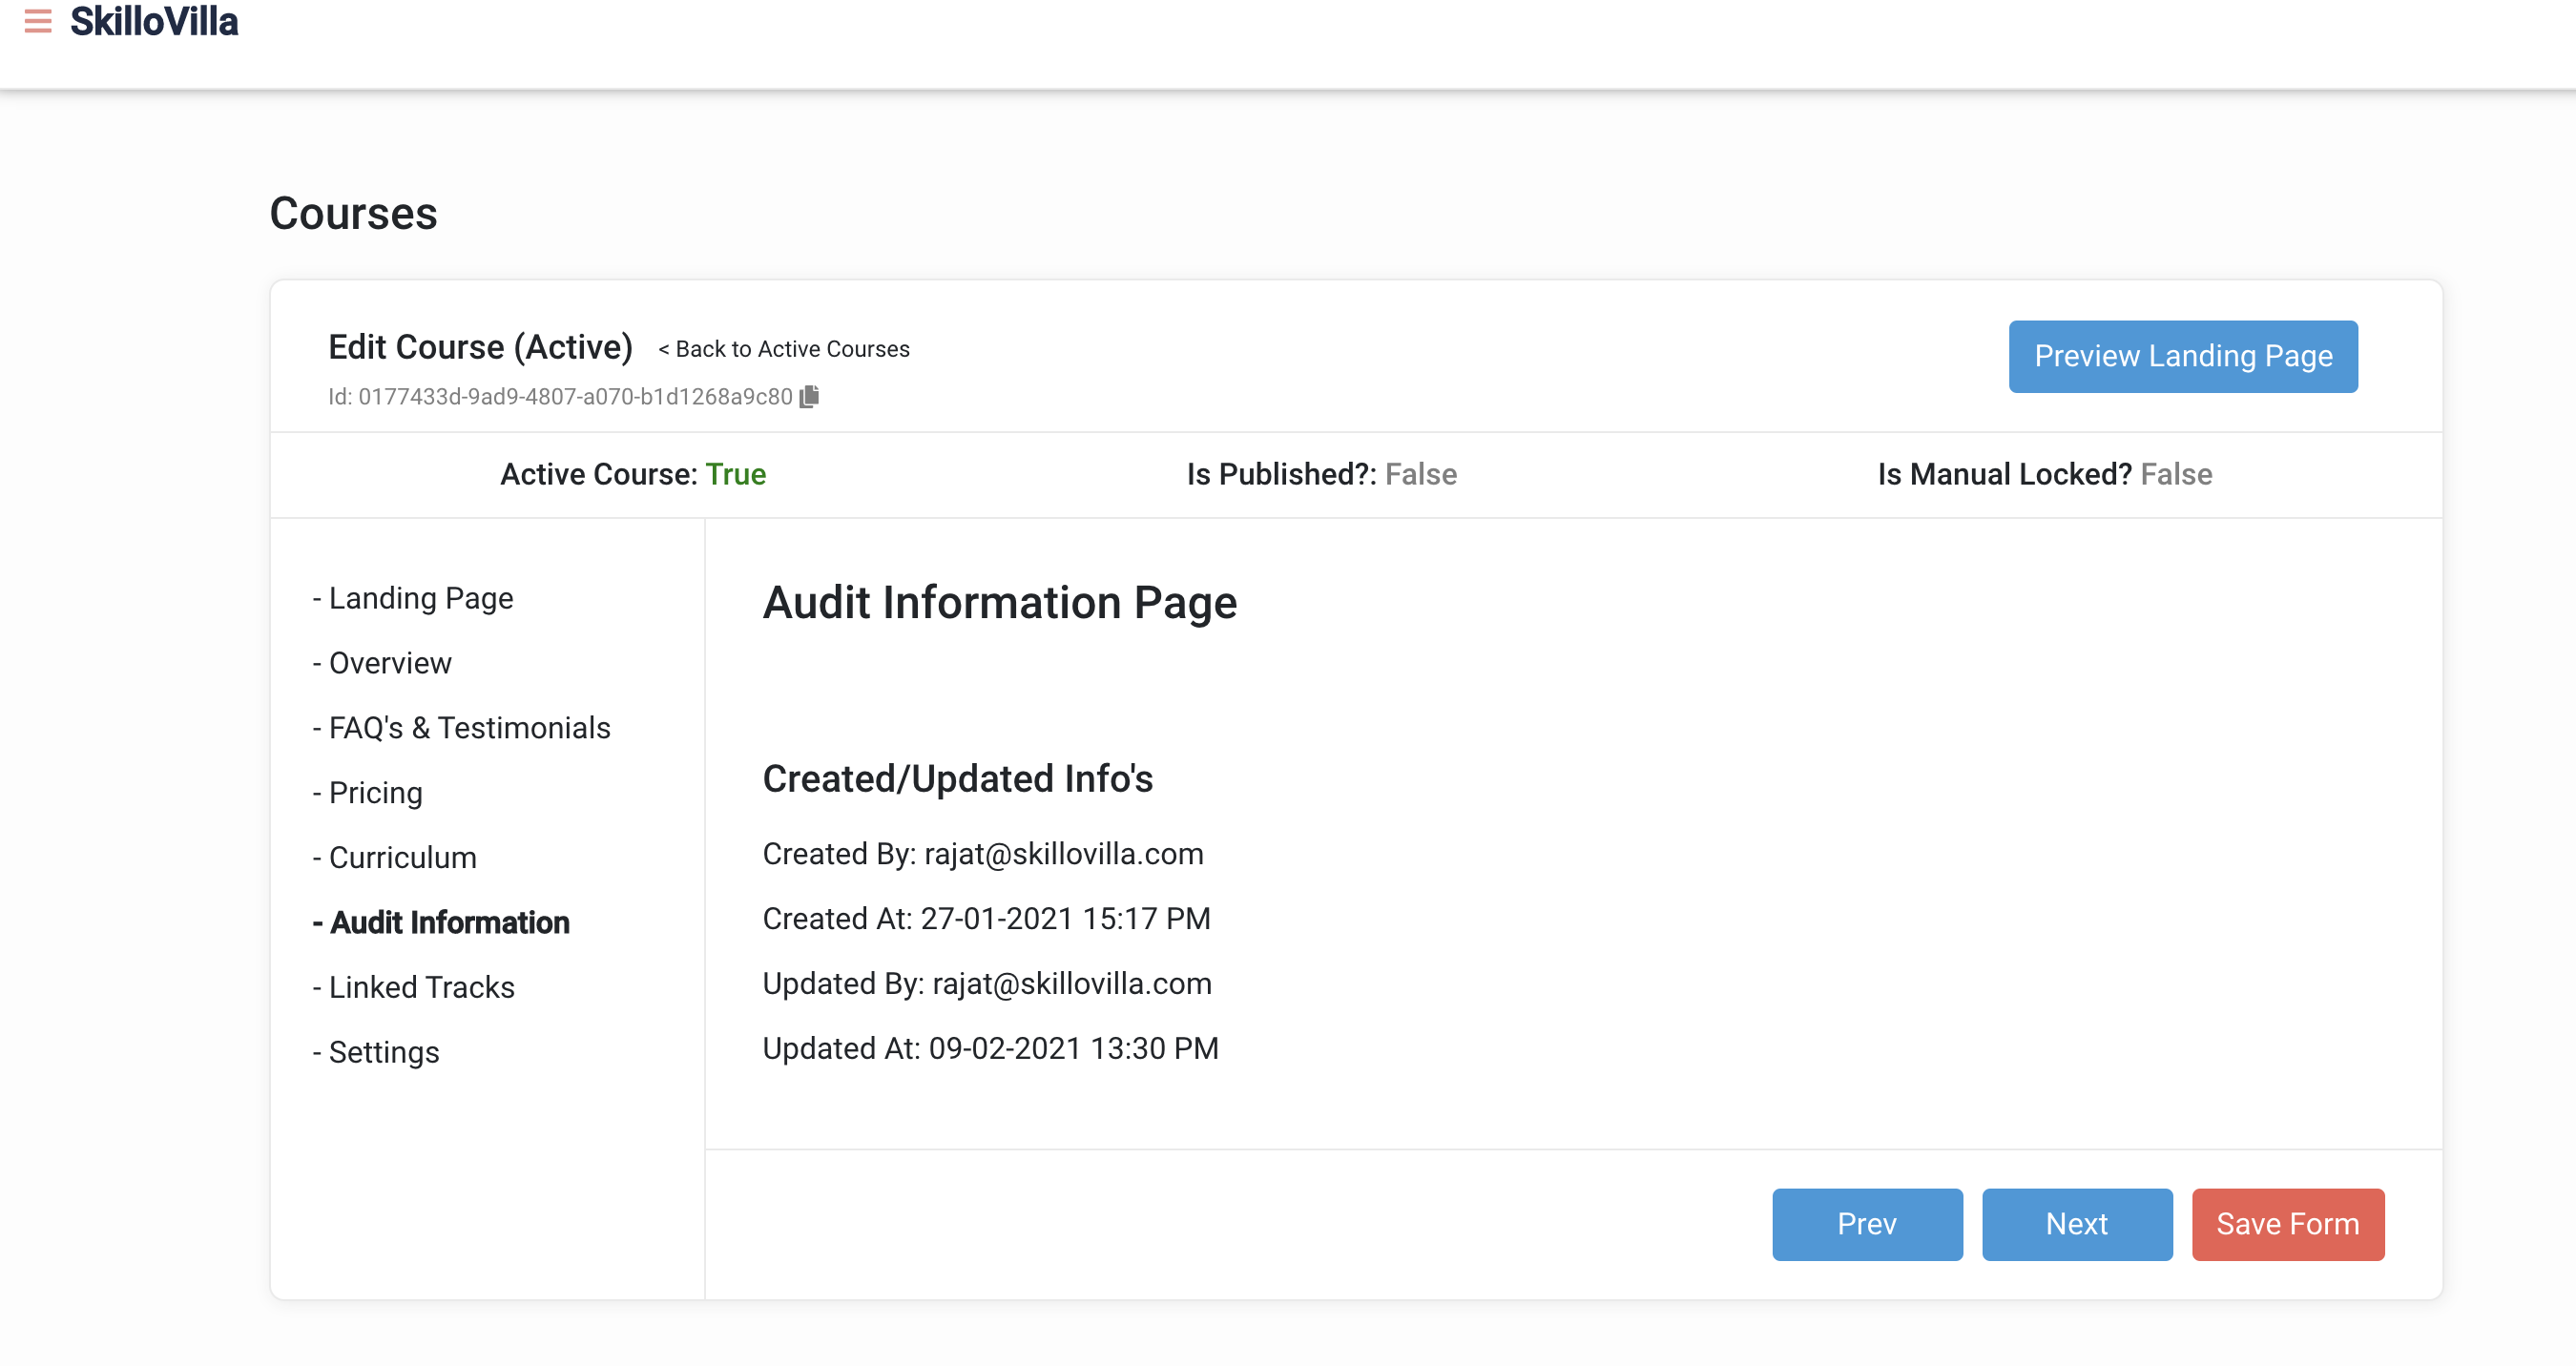 SkilloVilla
Courses
Edit Course (Active) < Back to Active Courses
Preview Landing Page
Id: 0177433d-9ad9-4807-a070-b1d1268a9c80
Active Course: True
Is Published?: False
Is Manual Locked? False
- Landing Page
- Overview
- FAQ's & Testimonials
- Pricing
- Curriculum
- Audit Information
- Linked Tracks
- Settings
Audit Information Page
Created/Updated Info's
Created By: rajat@skillovilla.com
Created At: 27-01-2021 15:17 PM
Updated By: rajat@skillovilla.com
Updated At: 09-02-2021 13:30 PM
Prev
Next
Save Form